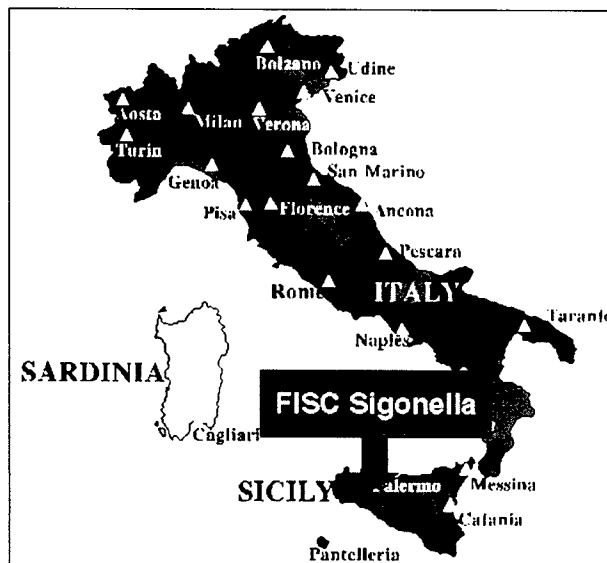 Bolzano
Udine
Venice
Aosta
Milan
Verona
Turin
Bologna
Genoa
San Marino
Pisa
Florence
Ancona
Pescara
Rome
ITALY
Taranto
Naples
SARDINIA
FISC Sigonella
Cagliari
Palermo
Messina
SICILY
Catania
Pantelleria